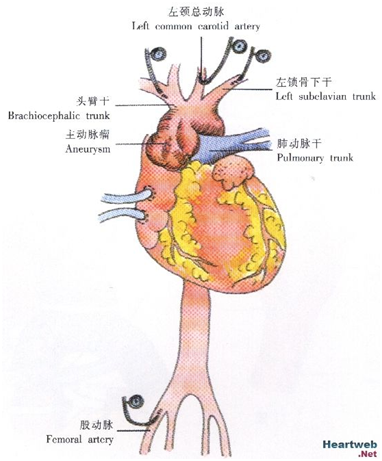 左颈总动脉
Left common carotid artery
左锁骨下干
Left subclavian trunk
头臂干
Brachiocephalic trunk
主动脉瘤
Aneurysm
肺动脉干
Pulmonary trunk
股动脉
Femoral artery
Heartweb
.Net